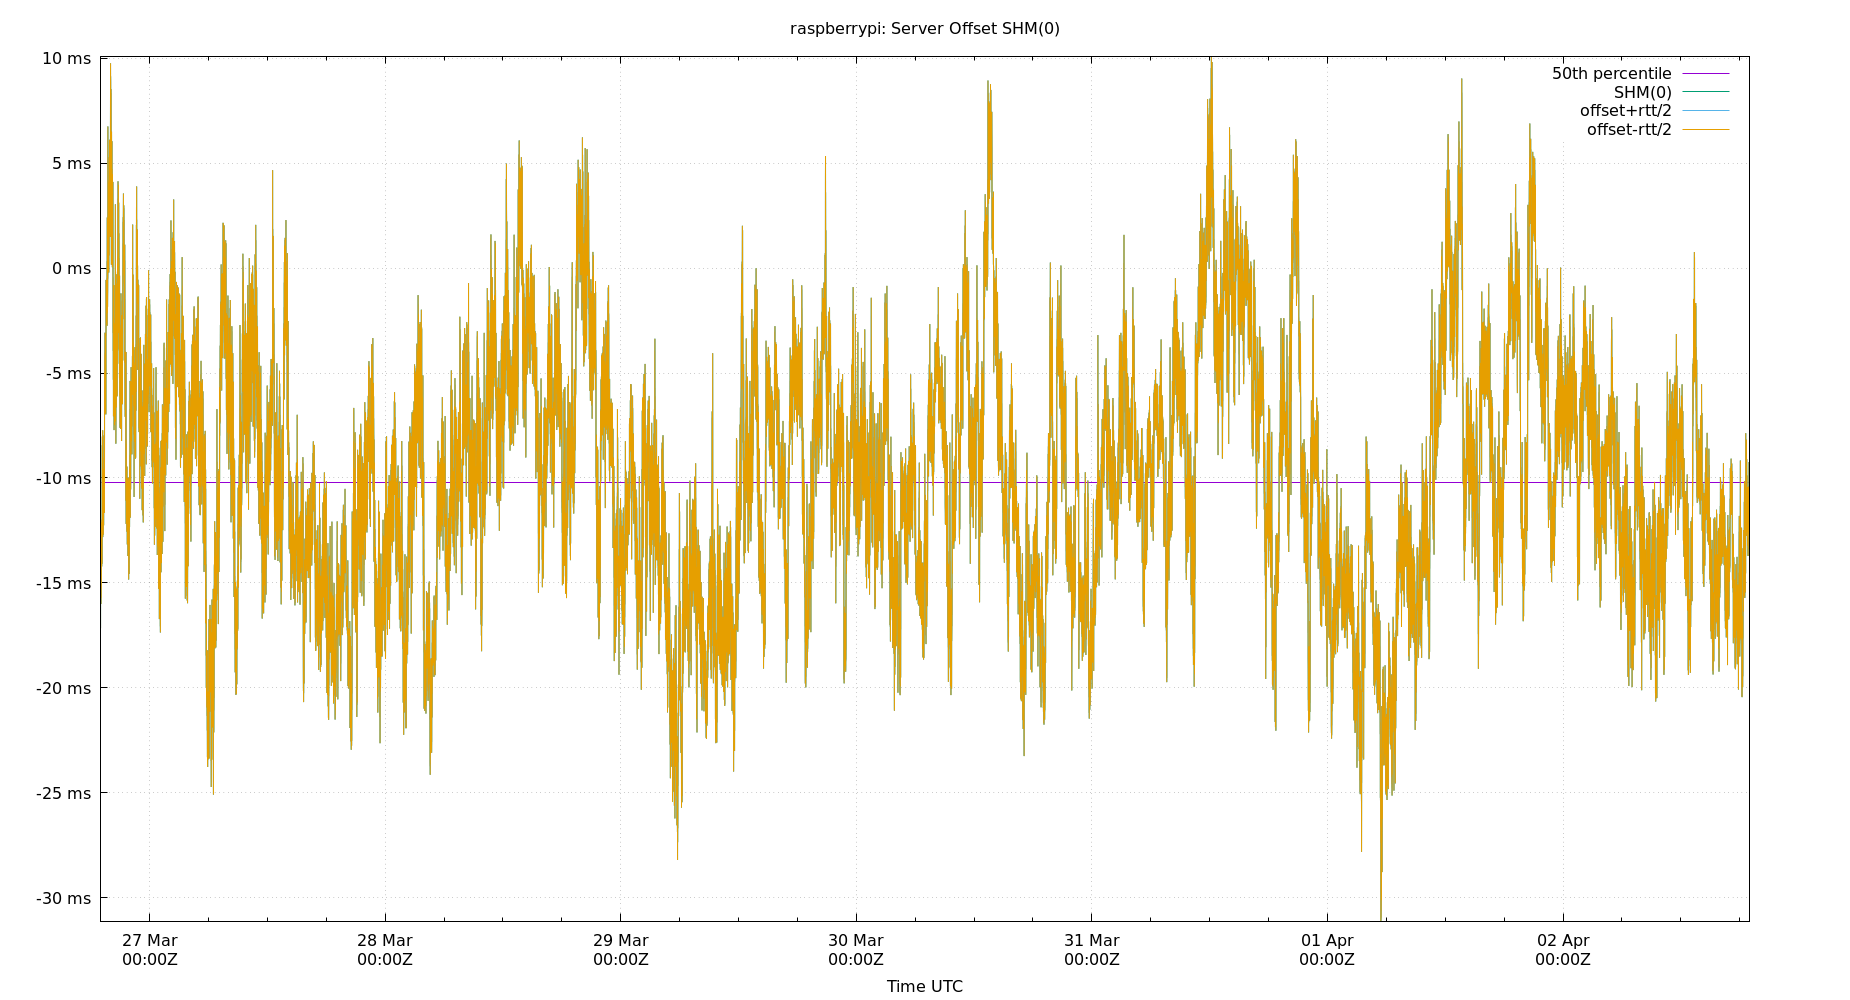 raspberrypi: Server Offset SHM(0)
10 ms
5 ms
0 ms
-5 ms
-10 ms
-15 ms
-20 ms
-25 ms
-30 ms
50th percentile
SHM(0)
offset+rtt/2
offset-rtt/2
27 Mar 28 Mar 29 Mar 30 Mar 31 Mar 01 Apr 02 Apr
00:00Z 00:00Z 00:00Z 00:00Z 00:00Z 00:00Z 00:00Z
Time UTC